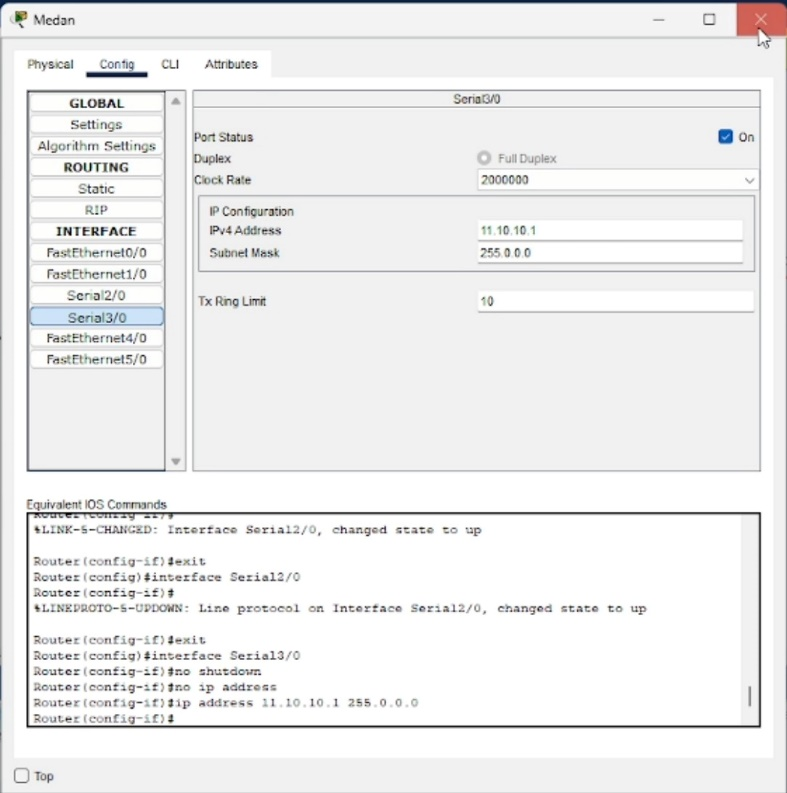 Medan
Physical Config CLI Attributes
GLOBAL
Settings
Algorithm Settings
ROUTING
Static
RIP
INTERFACE
FastEthernet0/0
FastEthernet1/0
Serial2/0
Serial3/0
FastEthernet4/0
FastEthernet5/0
Serial3/0
Port Status On
Duplex Full Duplex
Clock Rate 2000000
IP Configuration
IPv4 Address 11.10.10.1
Subnet Mask 255.0.0.0
Tx Ring Limit 10
Equivalent IOS Commands
Router(config-if)#
%LINK-5-CHANGED: Interface Serial2/0, changed state to up
Router(config-if)#exit
Router(config)#interface Serial2/0
Router(config-if)#
%LINEPROTO-5-UPDOWN: Line protocol on Interface Serial2/0, changed state to up
Router(config-if)#exit
Router(config)#interface Serial3/0
Router(config-if)#no shutdown
Router(config-if)#no ip address
Router(config-if)#ip address 11.10.10.1 255.0.0.0
Router(config-if)#
Top